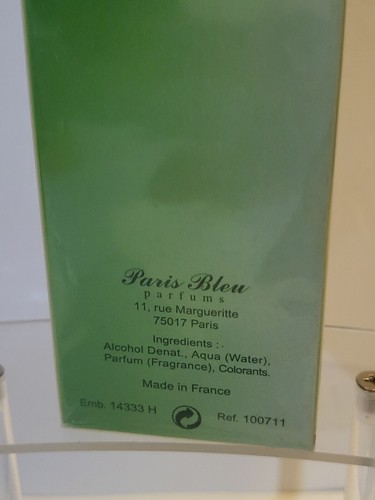 Paris Bleu
parfums
11, rue Margueritte
75017 Paris
Ingredients :-
Alcohol Denat., Aqua (Water),
Parfum (Fragrance), Colorants.
Made in France
Emb. 14333 H
Ref. 100711